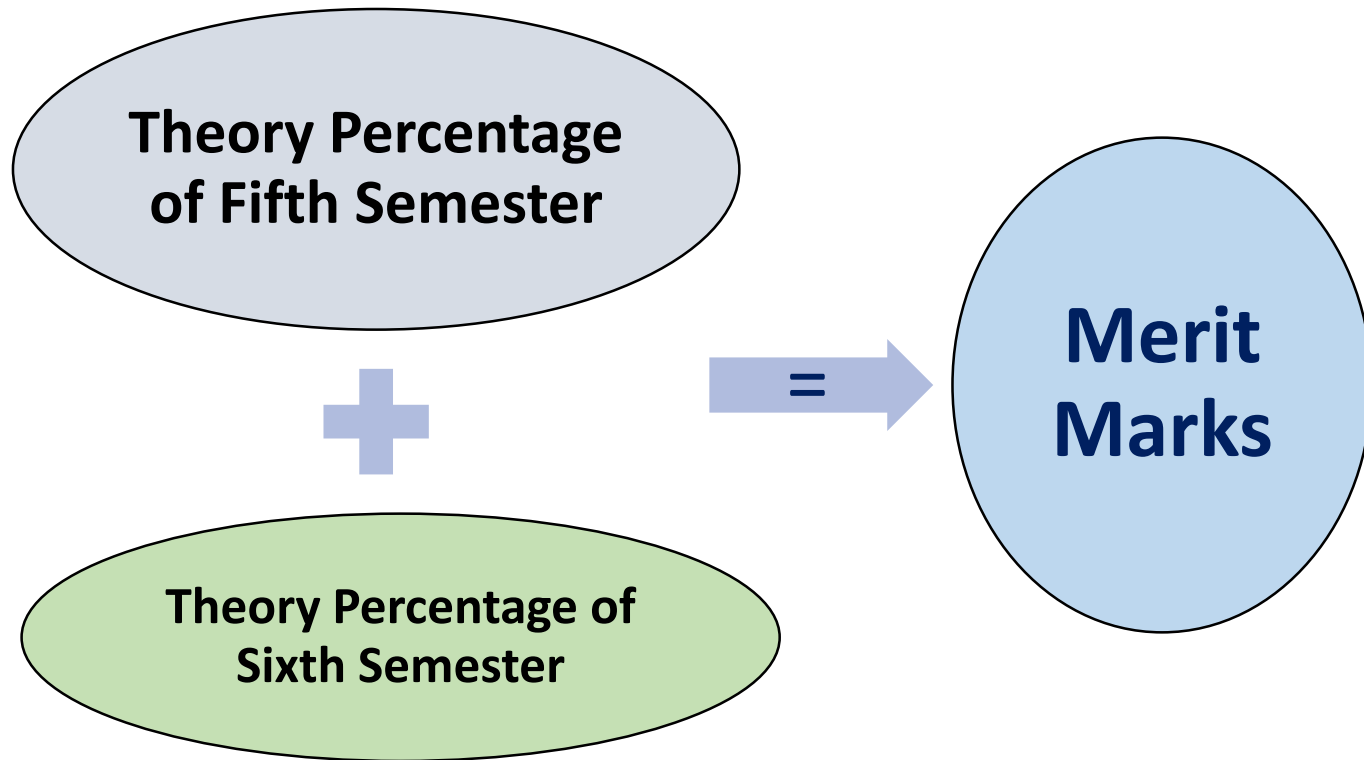 Theory Percentage
of Fifth Semester
=
Merit
Marks
Theory Percentage of
Sixth Semester